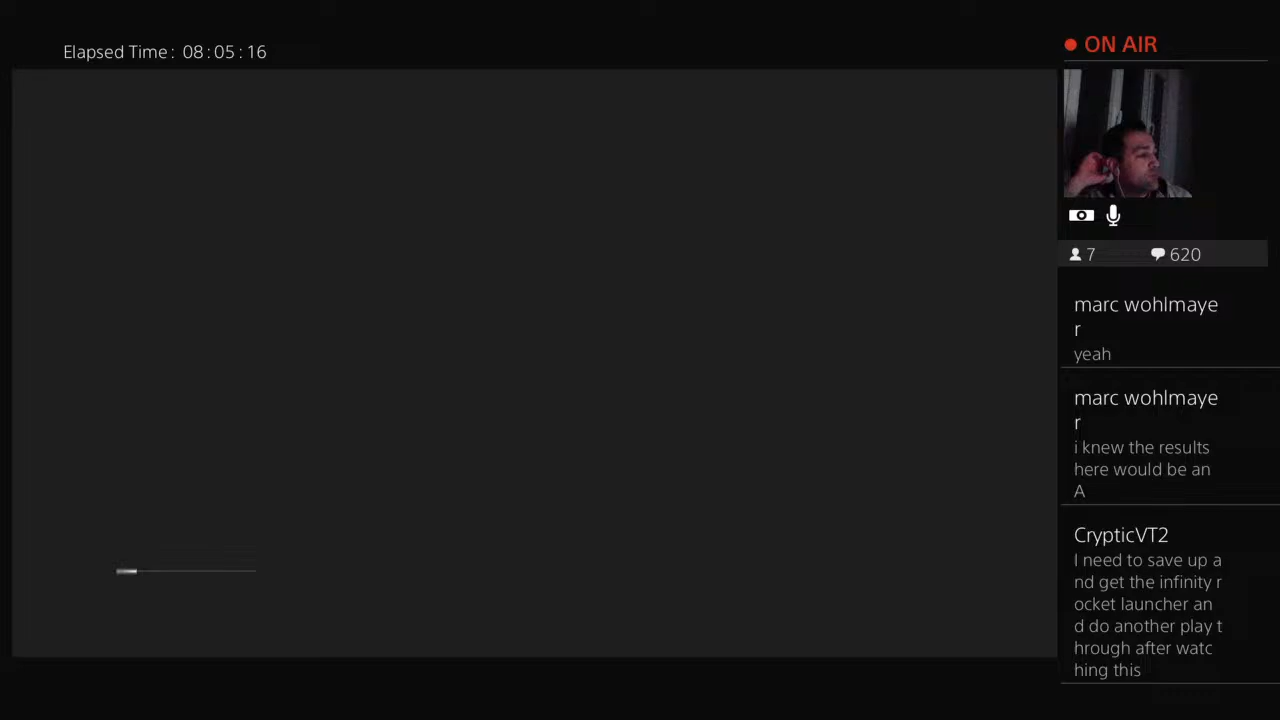 Elapsed Time: 08:05:16
ON AIR
7 620
marc wohlmaye
r
yeah
marc wohlmaye
r
i knew the results
here would be an
A
CrypticVT2
I need to save up a
nd get the infinity r
ocket launcher an
d do another play t
hrough after watc
hing this